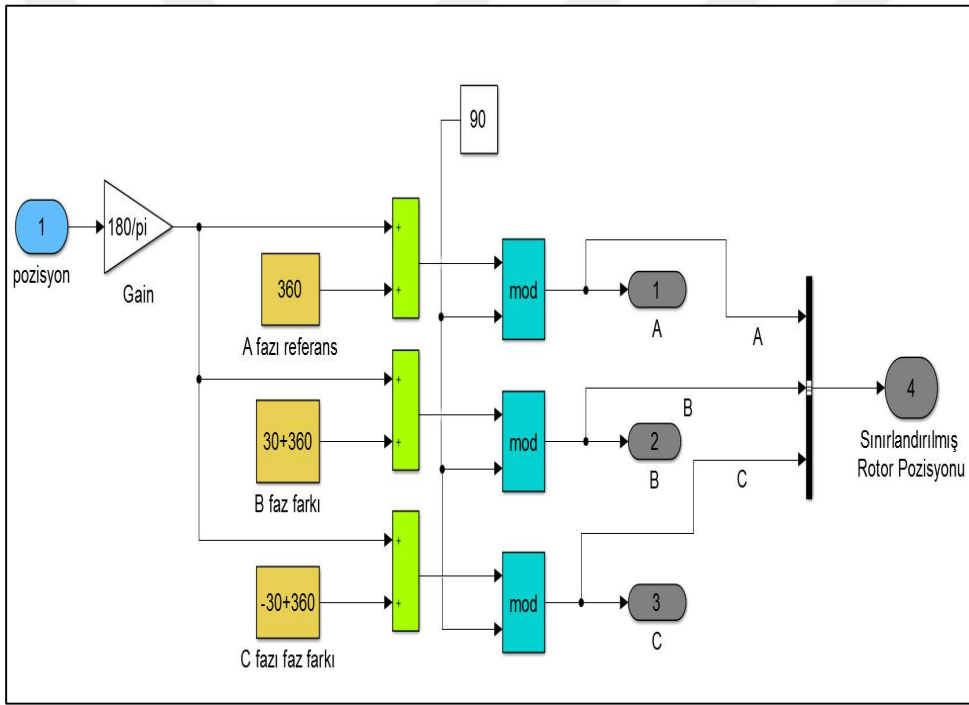 90
1
pozisyon
180/pi
Gain
+
+
360
A fazı referans
mod
1
A
A
+
+
30+360
B faz farkı
mod
2
B
B
4
Sınırlandırılmış
Rotor Pozisyonu
+
+
-30+360
C fazı faz farkı
mod
3
C
C